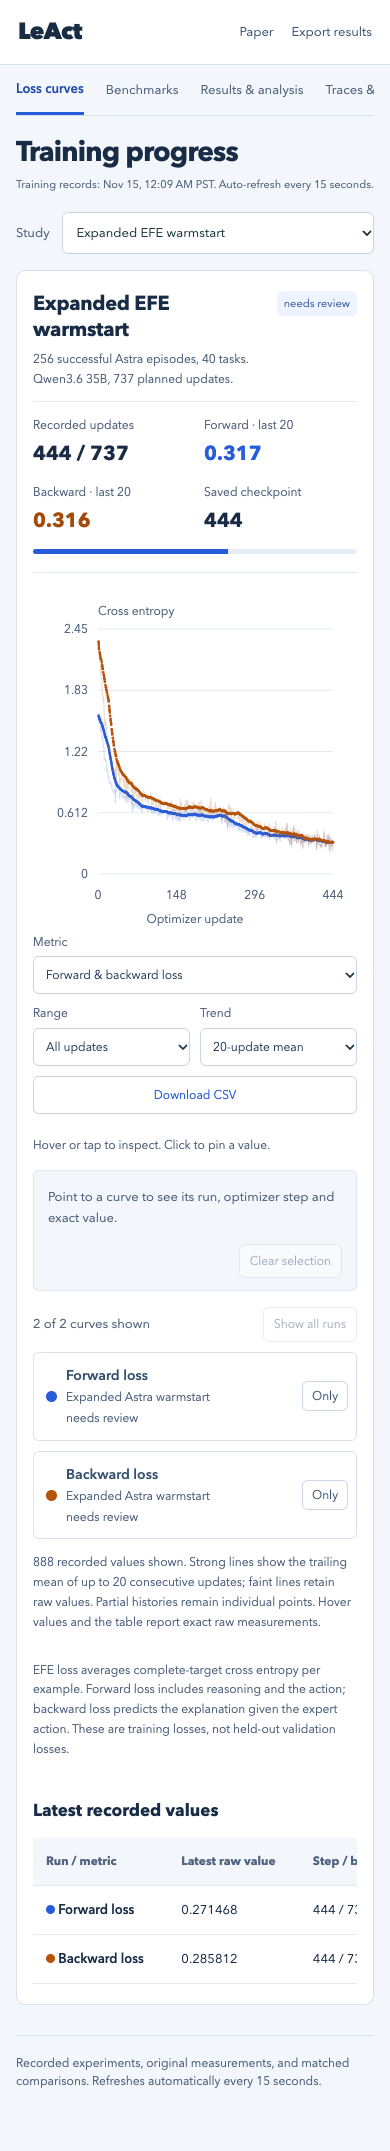 LeAct
Paper
Export results
Loss curves
Benchmarks
Results & analysis
Traces &
Training progress
Training records: Nov 15, 12:09 AM PST. Auto-refresh every 15 seconds.
Study
Expanded EFE warmstart
Expanded EFE
warmstart
needs review
256 successful Astra episodes, 40 tasks.
Qwen3.6 35B, 737 planned updates.
Recorded updates
444 / 737
Forward · last 20
0.317
Backward · last 20
0.316
Saved checkpoint
444
Cross entropy
2.45
1.83
1.22
0.612
0
0
148
296
444
Optimizer update
Metric
Forward & backward loss
Range
Trend
All updates
20-update mean
Download CSV
Hover or tap to inspect. Click to pin a value.
Point to a curve to see its run, optimizer step and
exact value.
Clear selection
2 of 2 curves shown
Show all runs
Forward loss
Expanded Astra warmstart
needs review
Only
Backward loss
Expanded Astra warmstart
needs review
Only
888 recorded values shown. Strong lines show the trailing
mean of up to 20 consecutive updates; faint lines retain
raw values. Partial histories remain individual points. Hover
values and the table report exact raw measurements.
EFE loss averages complete-target cross entropy per
example. Forward loss includes reasoning and the action;
backward loss predicts the explanation given the expert
action. These are training losses, not held-out validation
losses.
Latest recorded values
Run / metric
Latest raw value
Step / b
Forward loss
0.271468
444 / 73
Backward loss
0.285812
444 / 73
Recorded experiments, original measurements, and matched
comparisons. Refreshes automatically every 15 seconds.